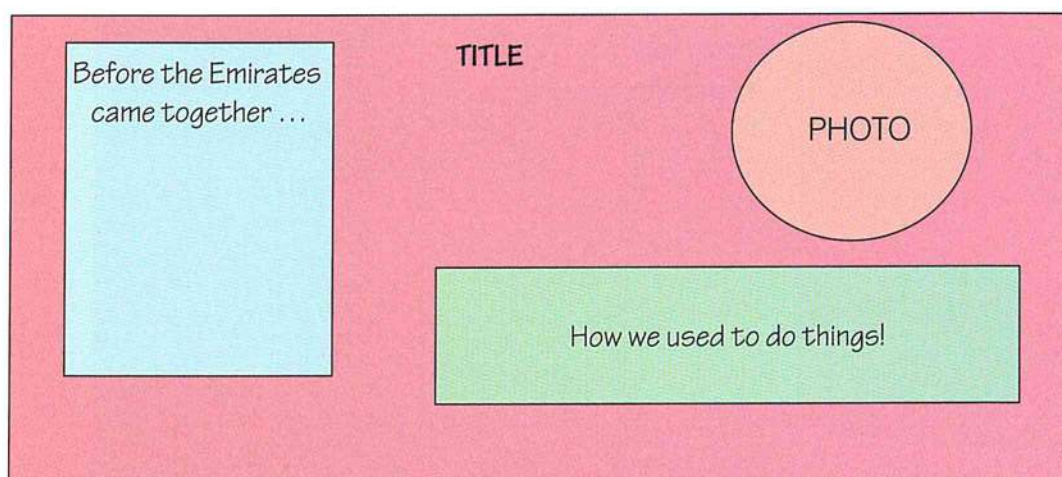 Before the Emirates
came together ...
TITLE
PHOTO
How we used to do things!